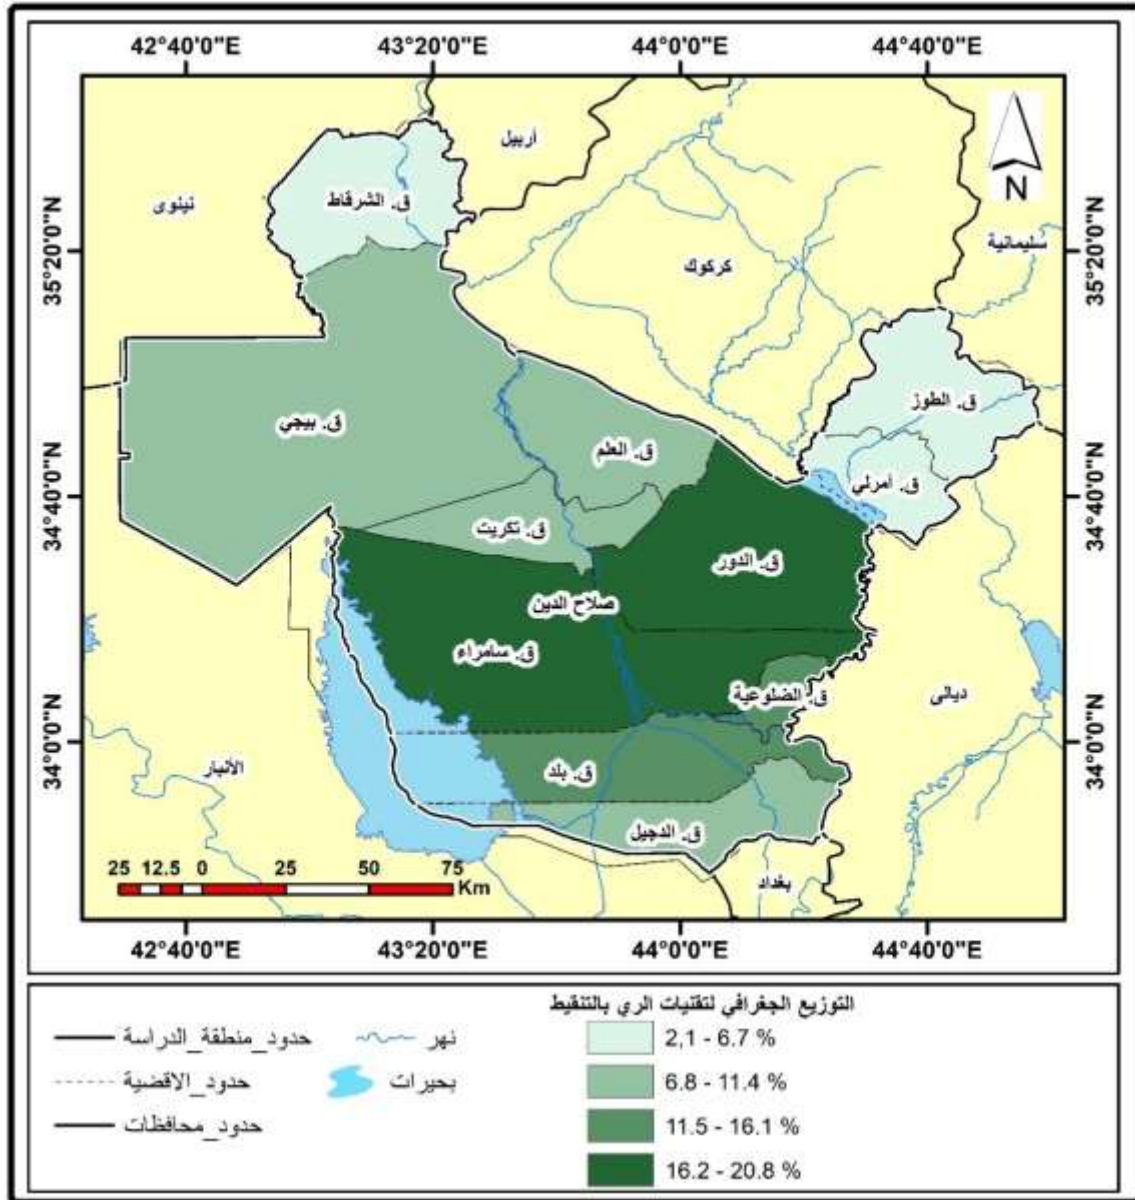 42°40'0"E 43°20'0"E 44°0'0"E 44°40'0"E
أربيل
نينوى
ق. الشرقاط
سليمانية
كركوك
35°20'0"N 35°20'0"N
N
ق. الطوز
ق. بيجي
ق. العلم
ق. أمرلي
34°40'0"N 34°40'0"N
ق. تكريت
ق. الدور
صلاح الدين
ق. سامراء
ق. الضلوعية
ديالى
34°0'0"N 34°0'0"N
الأنبار
ق. بلد
ق. الدجيل
بغداد
25 12.5 0 25 50 75
Km
42°40'0"E 43°20'0"E 44°0'0"E 44°40'0"E
التوزيع الجغرافي لتقنيات الري بالتنقيط
2,1 - 6.7 %
6.8 - 11.4 %
11.5 - 16.1 %
16.2 - 20.8 %
نهر
بحيرات
حدود_منطقة_الدراسة
حدود_الاقضية
حدود_محافظات